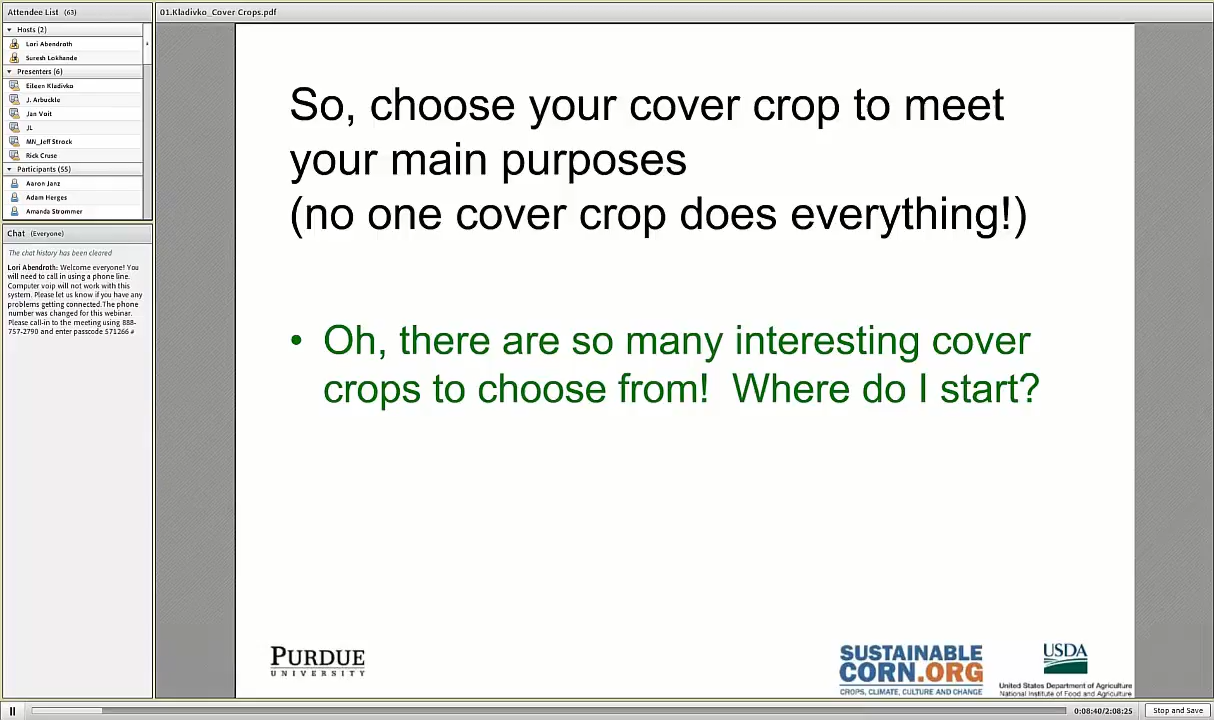 Attendee List (63)
01.Kladivko_Cover Crops.pdf
Hosts (2)
Lori Abendroth
Suresh Lokhande
Presenters (6)
Eileen Kladivko
J. Arbuckle
Jan Voit
JL
MN_Jeff Strock
Rick Cruse
Participants (55)
Aaron Janz
Adam Herges
Amanda Strommer
Chat (Everyone)
The chat history has been cleared
Lori Abendroth: Welcome everyone! You
will need to call in using a phone line.
Computer voip will not work with this
system. Please let us know if you have any
problems getting connected.The phone
number was changed for this webinar.
Please call-in to the meeting using 888-
757-2790 and enter passcode 571266 #
So, choose your cover crop to meet
your main purposes
(no one cover crop does everything!)
• Oh, there are so many interesting cover
crops to choose from! Where do I start?
PURDUE
UNIVERSITY
SUSTAINABLE
CORN.ORG
CROPS, CLIMATE, CULTURE AND CHANGE
USDA
United States Department of Agriculture
National Institute of Food and Agriculture
0:08:40/2:08:25
Stop and Save